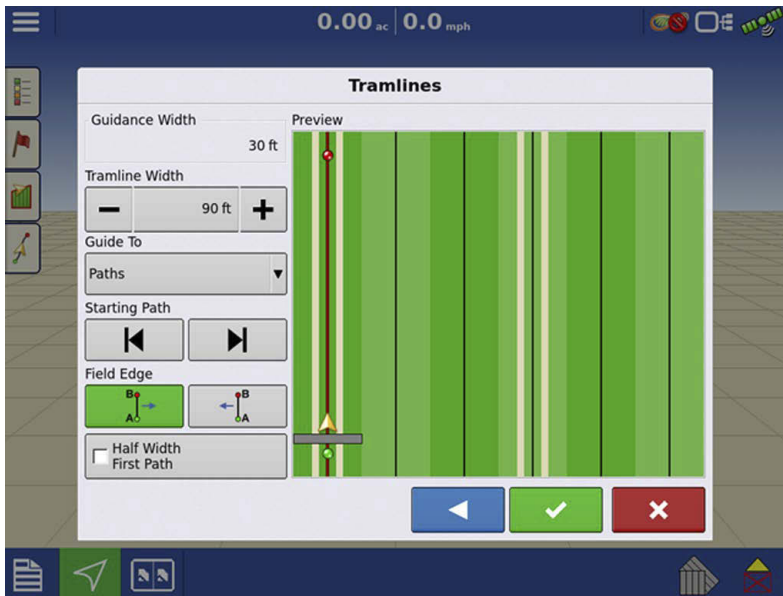 0.00 ac 0.0 mph
Tramlines
Guidance Width
30 ft
Preview
Tramline Width
90 ft
Guide To
Paths
Starting Path
Field Edge
B
A
B
A
Half Width
First Path